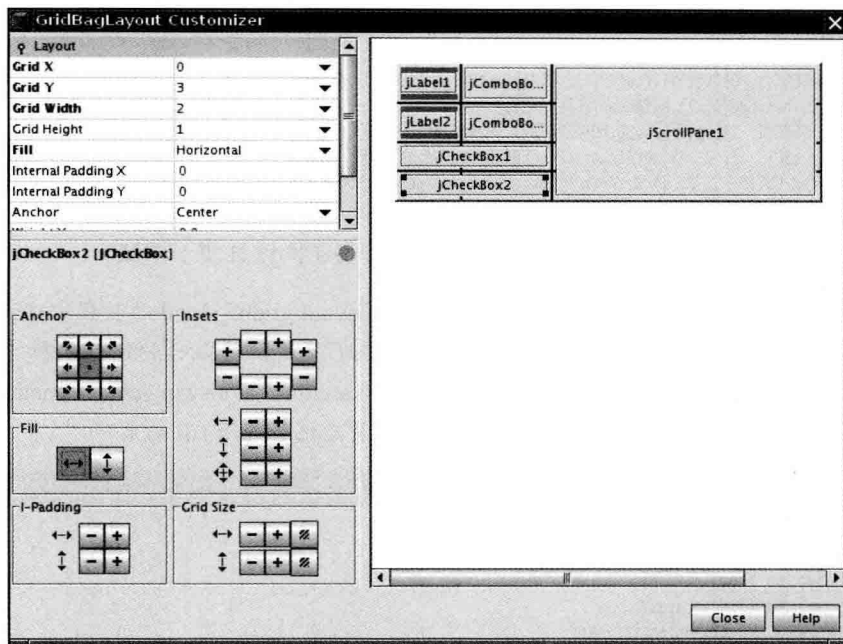 GridBagLayout Customizer
Layout
Grid X 0
Grid Y 3
Grid Width 2
Grid Height 1
Fill Horizontal
Internal Padding X 0
Internal Padding Y 0
Anchor Center
jCheckBox2 [JCheckBox]
Anchor
Insets
Fill
I-Padding
Grid Size
jLabel1 jComboBo...
jLabel2 jComboBo...
jScrollPane1
jCheckBox1
jCheckBox2
Close Help